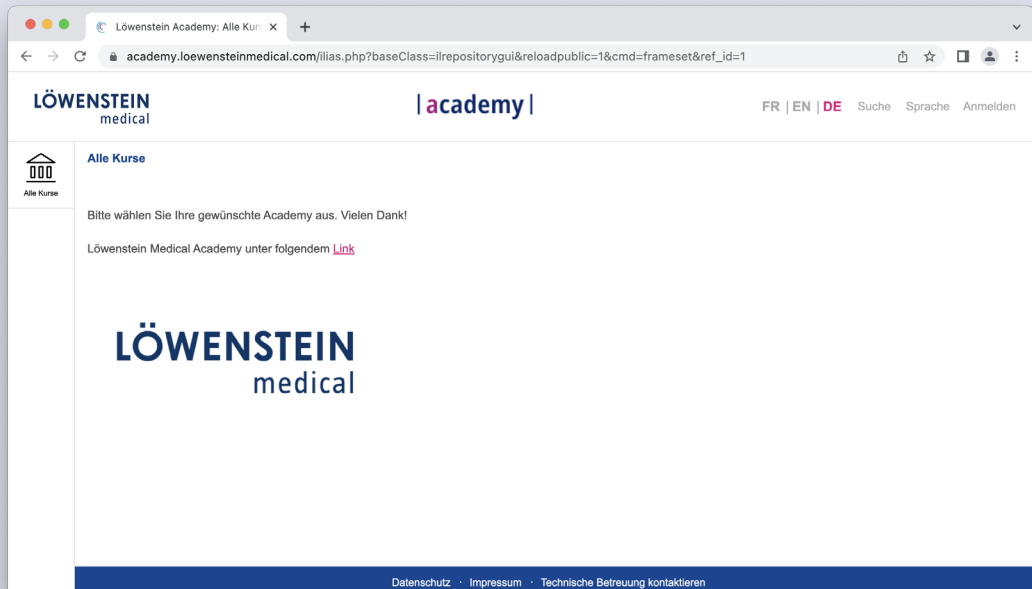 Löwenstein Academy: Alle Kurs
academy.loewensteinmedical.com/ilias.php?baseClass=ilrepositorygui&reloadpublic=1&cmd=frameset&ref_id=1
LÖWENSTEIN
medical
|academy|
FR | EN | DE Suche Sprache Anmelden
Alle Kurse
Alle Kurse
Bitte wählen Sie Ihre gewünschte Academy aus. Vielen Dank!
Löwenstein Medical Academy unter folgendem Link
LÖWENSTEIN
medical
Datenschutz · Impressum · Technische Betreuung kontaktieren